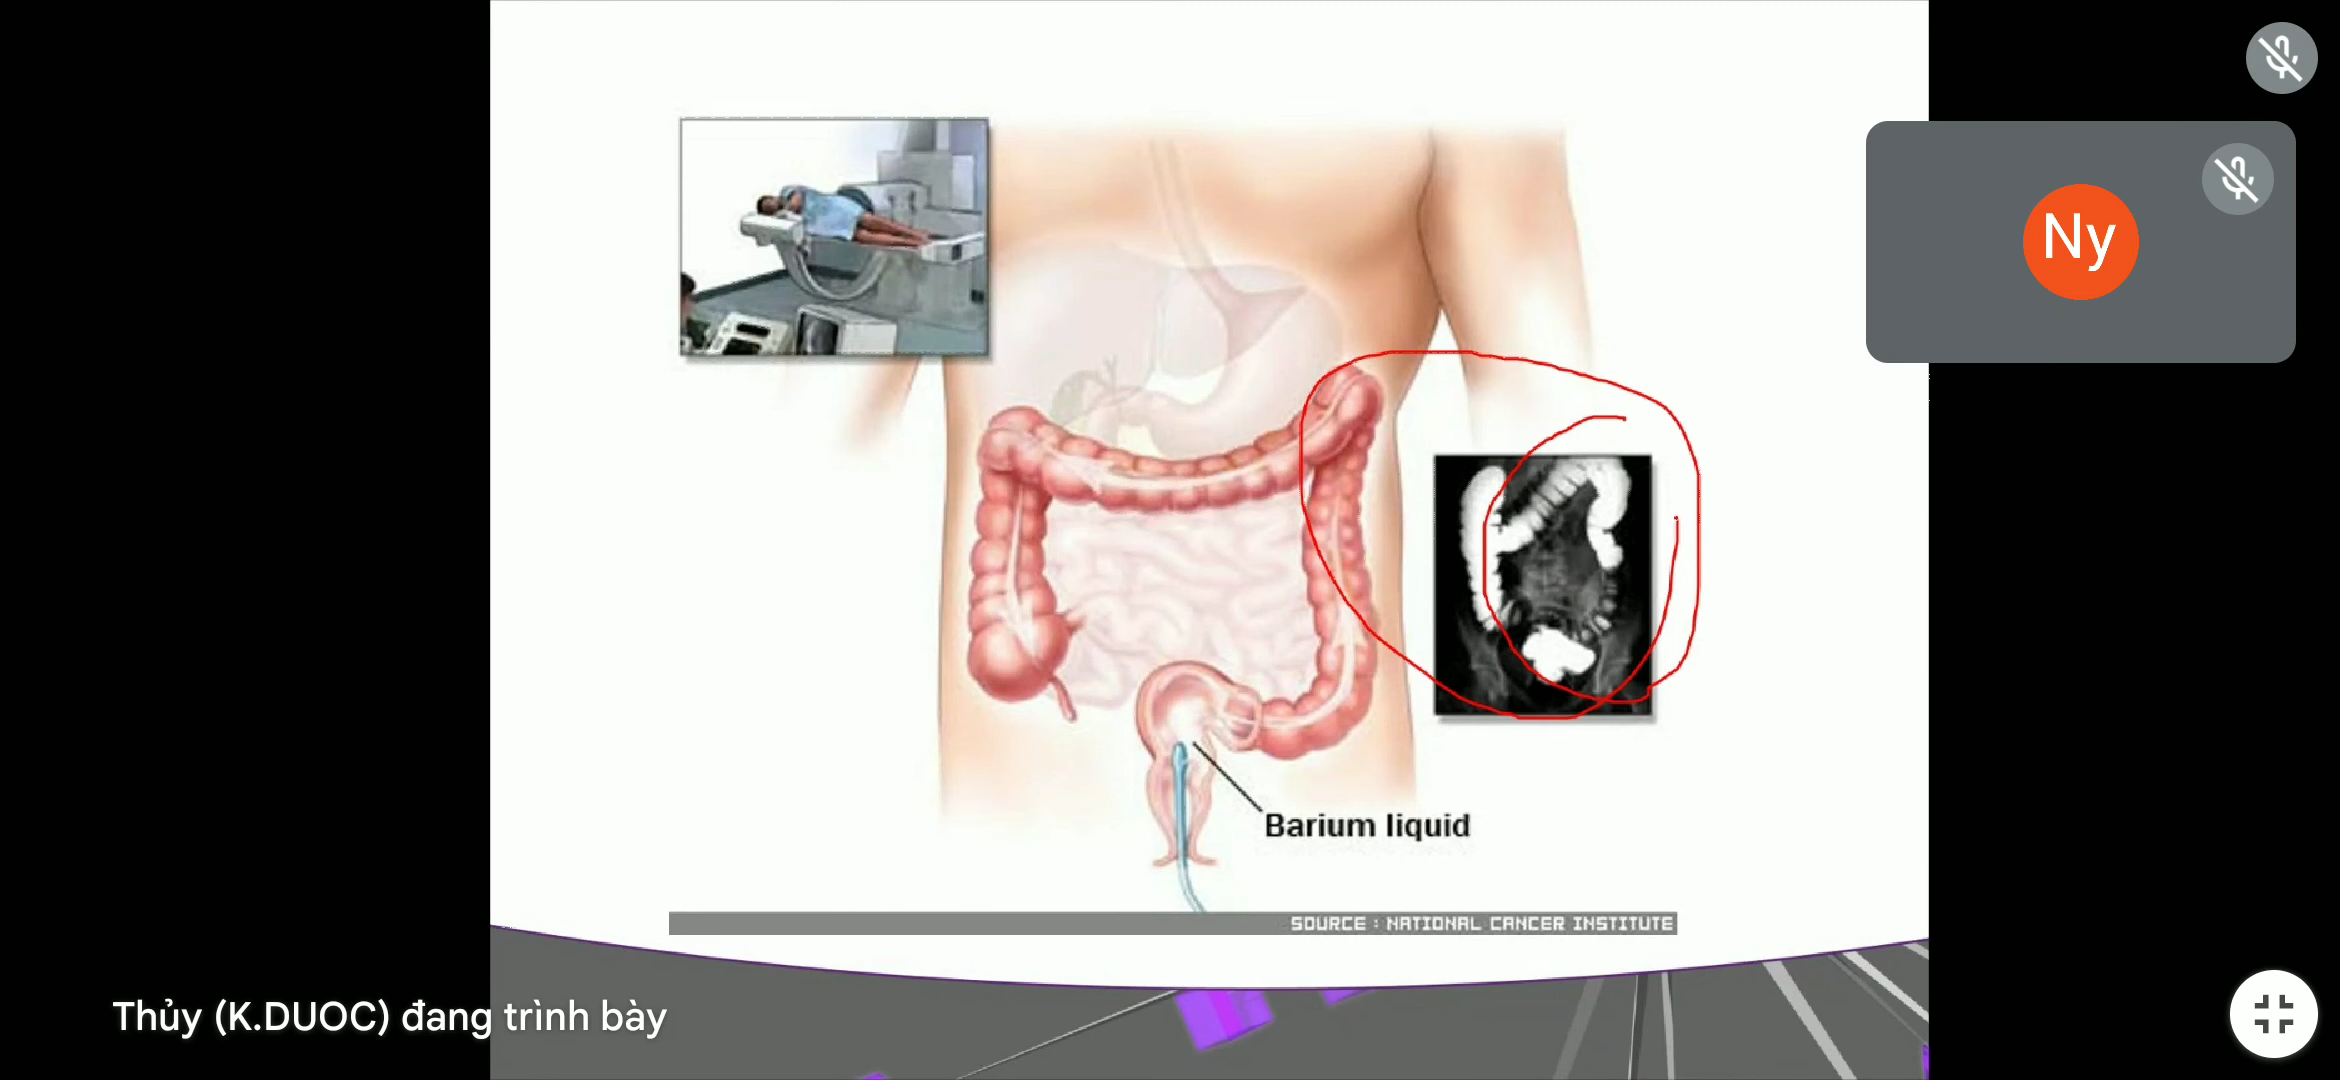 Ny
Barium liquid
SOURCE : NATIONAL CANCER INSTITUTE
Thủy (K.DUOC) đang trình bày